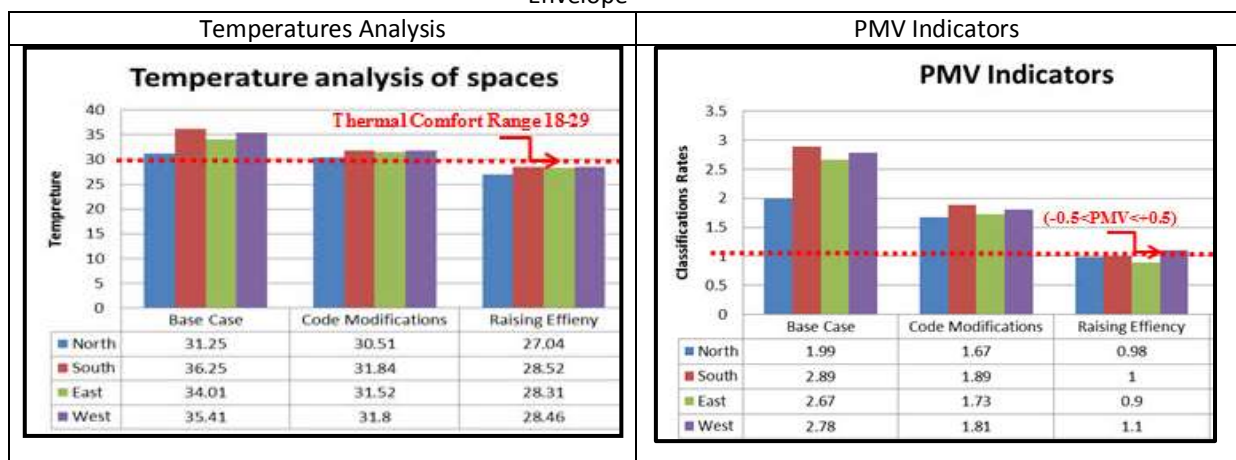 Envelope
Temperatures Analysis
PMV Indicators
Temperature analysis of spaces
Thermal Comfort Range 18-29
Tempreture
40
35
30
25
20
15
10
5
0
Base Case Code Modifications Raising Effieny
North 31.25 30.51 27.04
South 36.25 31.84 28.52
East 34.01 31.52 28.31
West 35.41 31.8 28.46
PMV Indicators
(-0.5<PMV<+0.5)
Classifications Rates
3.5
3
2.5
2
1.5
1
0.5
0
Base Case Code Modifications Raising Effiency
North 1.99 1.67 0.98
South 2.89 1.89 1
East 2.67 1.73 0.9
West 2.78 1.81 1.1